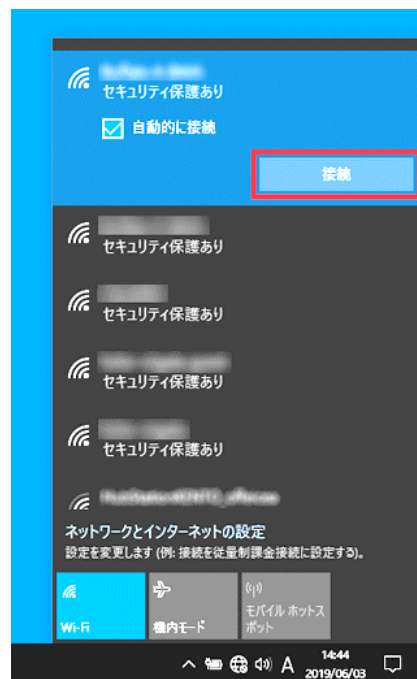 セキュリティ保護あり
自動的に接続
接続
セキュリティ保護あり
セキュリティ保護あり
セキュリティ保護あり
セキュリティ保護あり
ネットワークとインターネットの設定
設定を変更します (例: 接続を従量制課金接続に設定する)。
Wi-Fi
機内モード
モバイル ホットス
ポット
A
14:44
2019/06/03